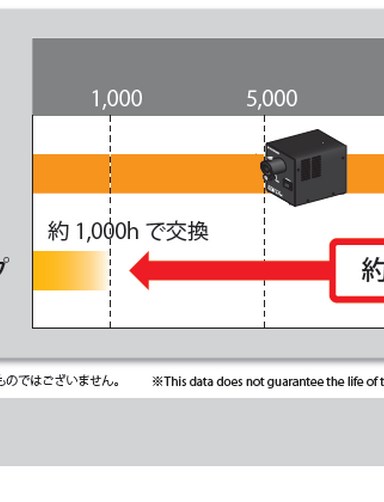 1,000
5,000
約 1,000h で交換
プ
約
ものではございません。
※This data does not guarantee the life of t